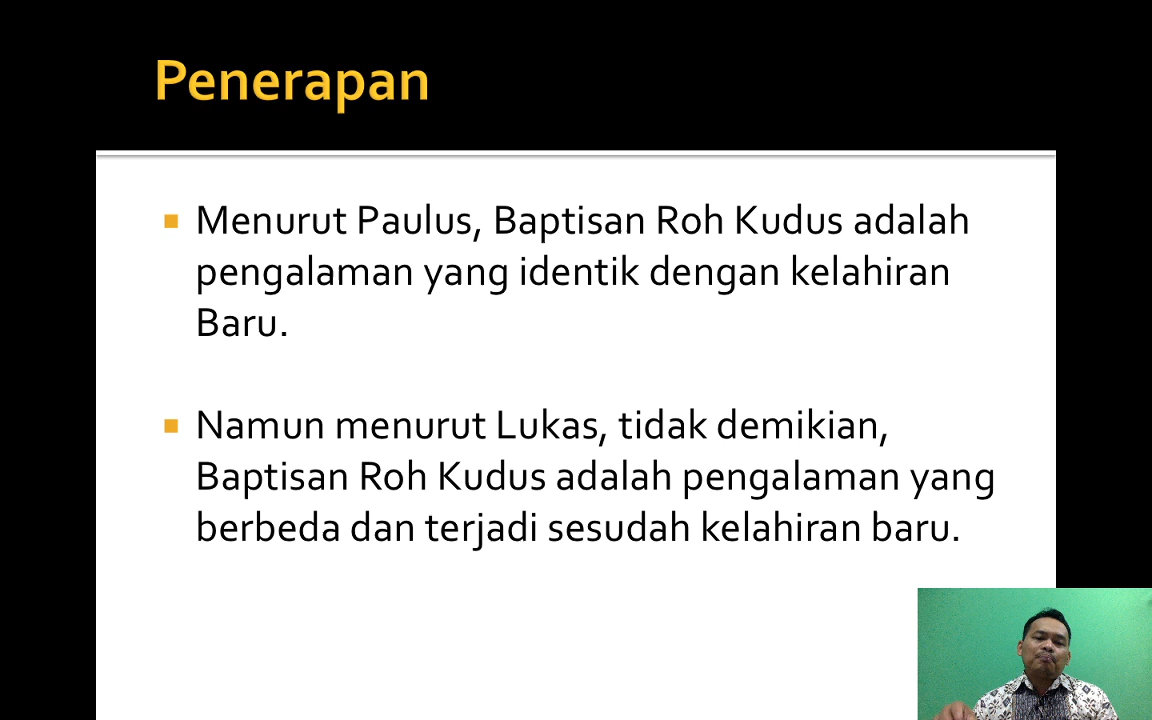 Penerapan
Menurut Paulus, Baptisan Roh Kudus adalah
pengalaman yang identik dengan kelahiran
Baru.
Namun menurut Lukas, tidak demikian,
Baptisan Roh Kudus adalah pengalaman yang
berbeda dan terjadi sesudah kelahiran baru.